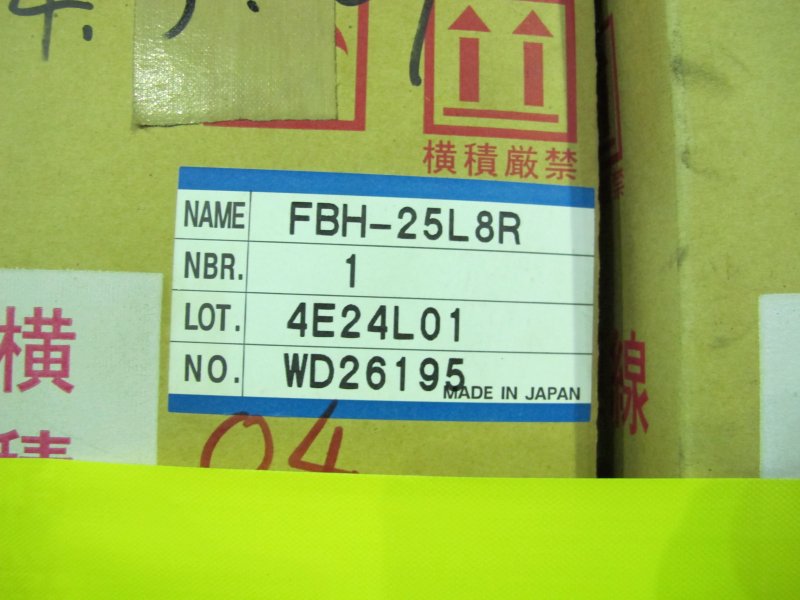 横積厳禁
NAME FBH-25L8R
NBR. 1
LOT. 4E24L01
NO. WD26195
MADE IN JAPAN
横
積
線
04